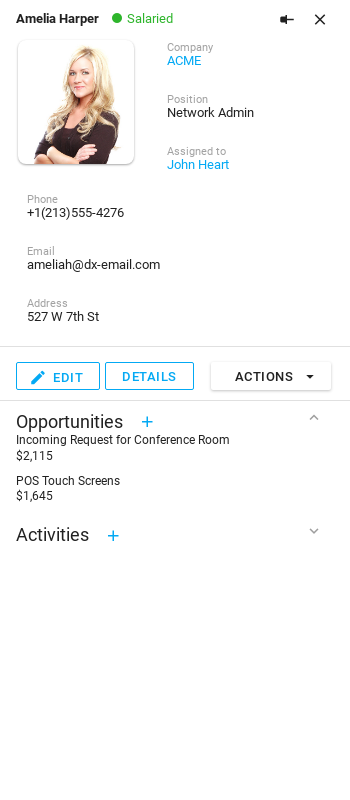 Amelia Harper Salaried
Company
ACME
Position
Network Admin
Assigned to
John Heart
Phone
+1(213)555-4276
Email
ameliah@dx-email.com
Address
527 W 7th St
EDIT DETAILS ACTIONS
Opportunities
Incoming Request for Conference Room
$2,115
POS Touch Screens
$1,645
Activities